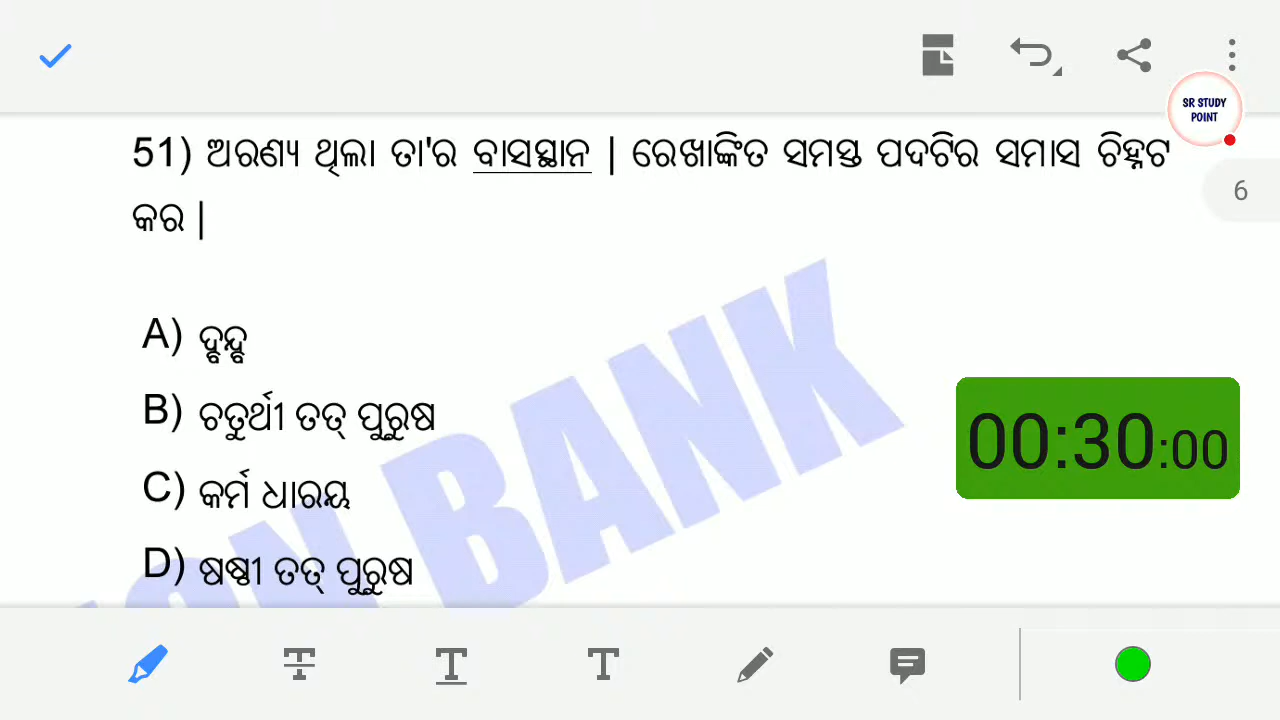 SR STUDY
POINT
51) ଅରଣ୍ୟ ଥିଲା ତା'ର ବାସସ୍ଥାନ | ରେଖାଙ୍କିତ ସମସ୍ତ ପଦଟିର ସମାସ ଚିହ୍ନଟ
କର |
6
A) ଦ୍ବନ୍ଦ୍ବ
B) ଚତୁର୍ଥୀ ତତ୍ ପୁରୁଷ
C) କର୍ମ ଧାରୟ
D) ଷଷ୍ଠୀ ତତ୍ ପୁରୁଷ
00:30:00
BANK